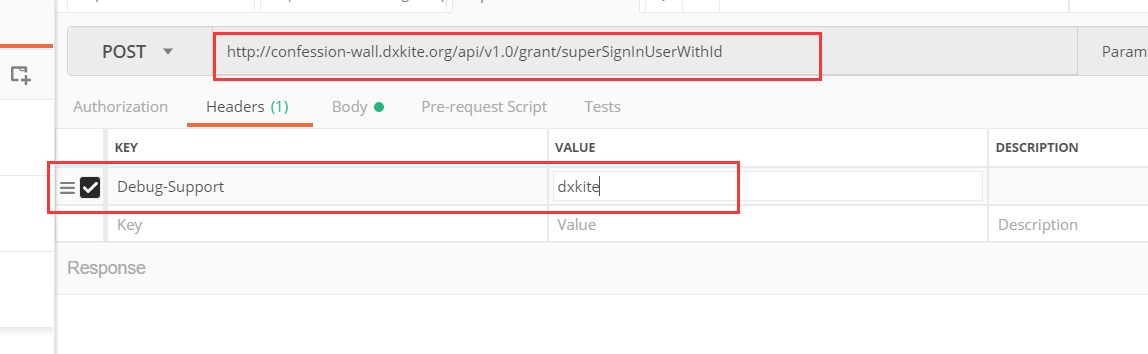 POST http://confession-wall.dxkite.org/api/v1.0/grant/superSignInUserWithId Param
Authorization Headers (1) Body Pre-request Script Tests
KEY VALUE DESCRIPTION
Debug-Support dxkite
Key Value Description
Response